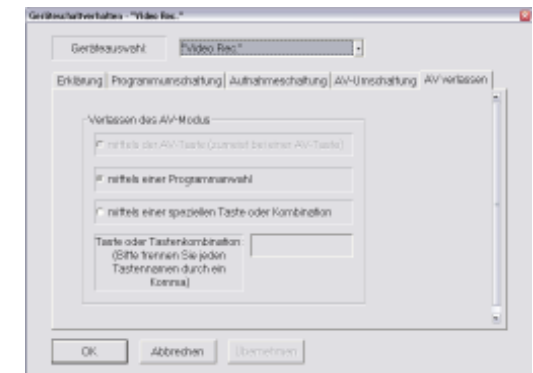 Geräteschaltverhalten - "Video Rec."
Geräteauswahl: "Video Rec."
Erklärung Programmumschaltung Aufnahmeschaltung AV-Umschaltung AV verlassen
Verlassen des AV-Modus
mittels der AV-Taste (zumeist bei einer AV-Taste)
mittels einer Programmanwahl
mittels einer speziellen Taste oder Kombination
Taste oder Tastenkombination:
(Bitte trennen Sie jeden
Tastennamen durch ein
Komma)
OK Abbrechen Übernehmen